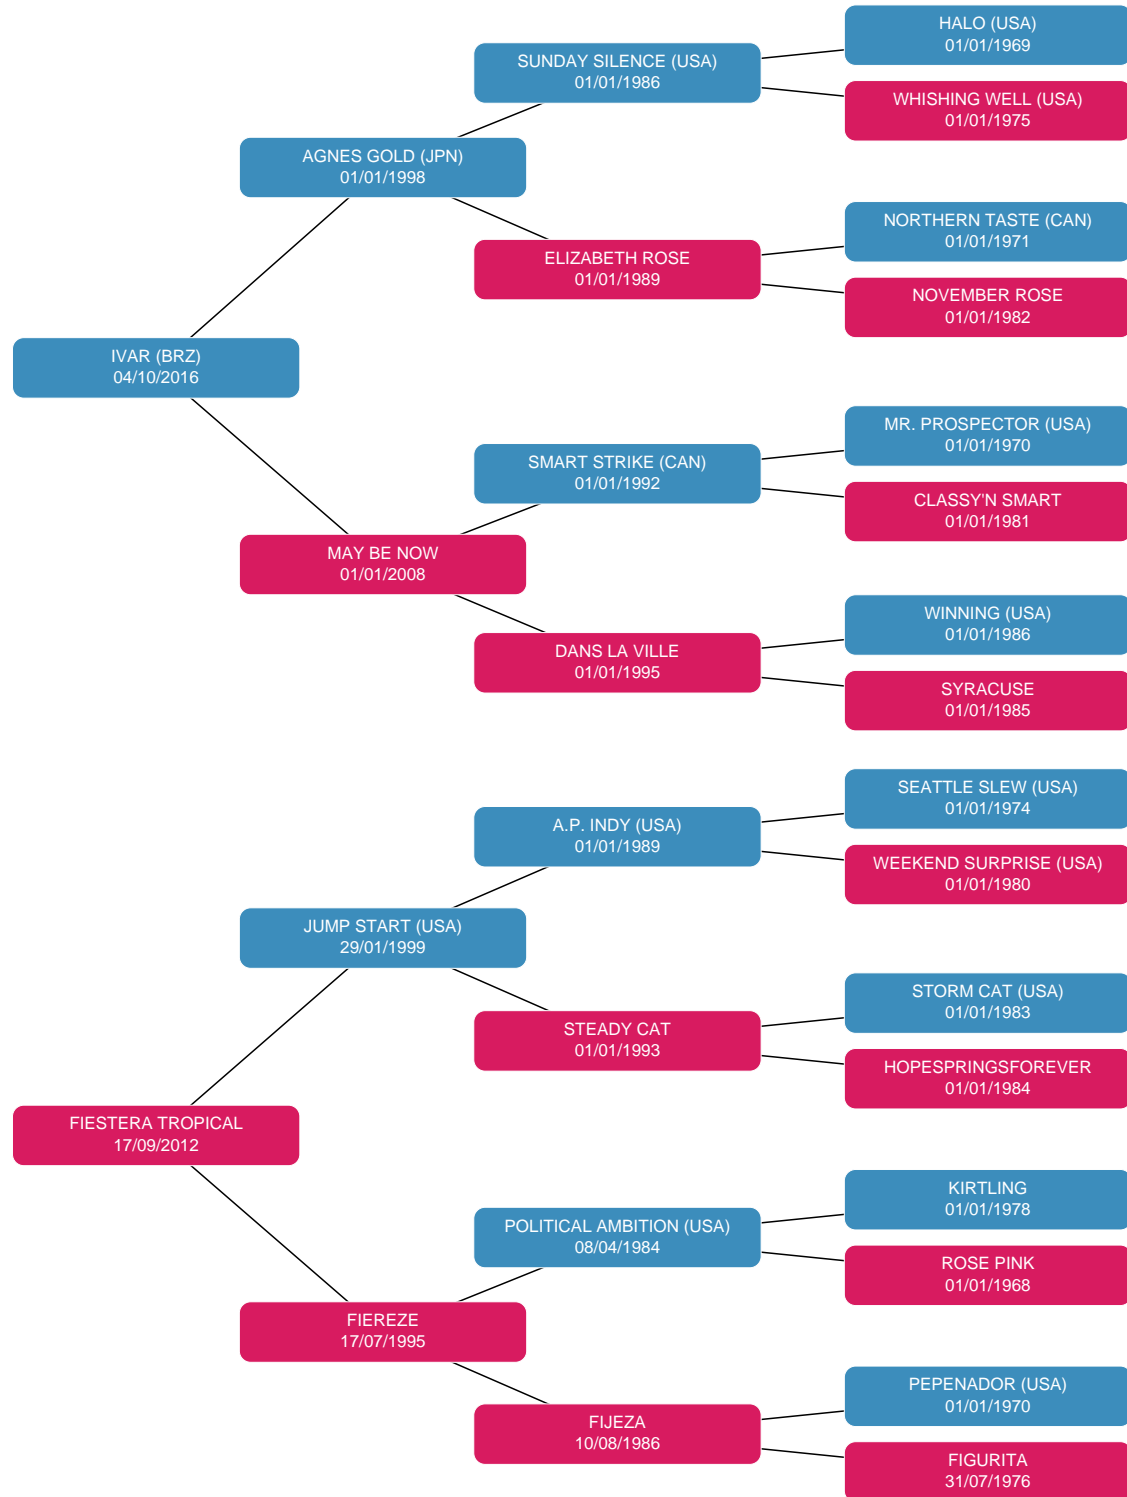 HALO (USA)
01/01/1969
SUNDAY SILENCE (USA)
01/01/1986
WHISHING WELL (USA)
01/01/1975
AGNES GOLD (JPN)
01/01/1998
NORTHERN TASTE (CAN)
01/01/1971
ELIZABETH ROSE
01/01/1989
NOVEMBER ROSE
01/01/1982
IVAR (BRZ)
04/10/2016
MR. PROSPECTOR (USA)
01/01/1970
SMART STRIKE (CAN)
01/01/1992
CLASSY'N SMART
01/01/1981
MAY BE NOW
01/01/2008
WINNING (USA)
01/01/1986
DANS LA VILLE
01/01/1995
SYRACUSE
01/01/1985
SEATTLE SLEW (USA)
01/01/1974
A.P. INDY (USA)
01/01/1989
WEEKEND SURPRISE (USA)
01/01/1980
JUMP START (USA)
29/01/1999
STORM CAT (USA)
01/01/1983
STEADY CAT
01/01/1993
HOPESPRINGSFOREVER
01/01/1984
FIESTERA TROPICAL
17/09/2012
KIRTLING
01/01/1978
POLITICAL AMBITION (USA)
08/04/1984
ROSE PINK
01/01/1968
FIEREZE
17/07/1995
PEPENADOR (USA)
01/01/1970
FIJEZA
10/08/1986
FIGURITA
31/07/1976